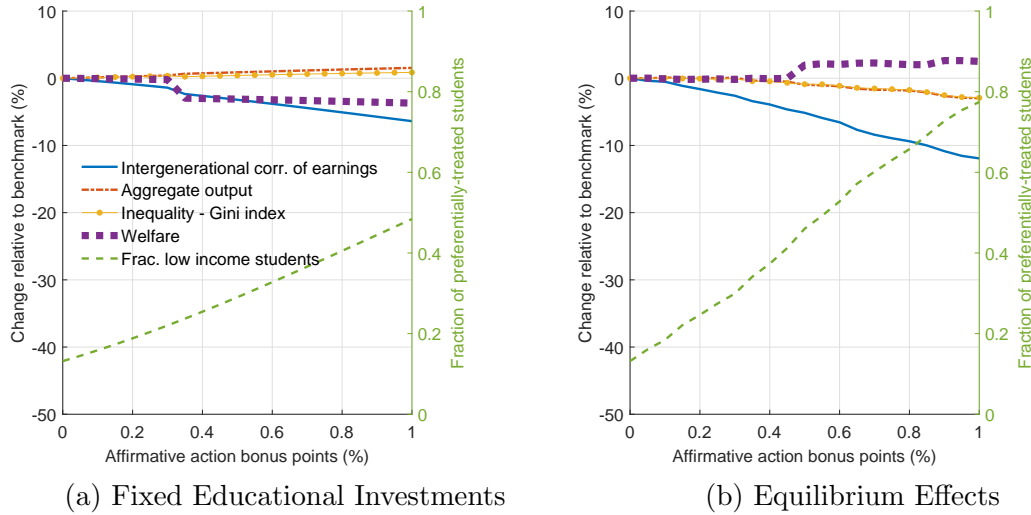 10
0
-10
-20
-30
-40
-50
Change relative to benchmark (%)
Intergenerational corr. of earnings
Aggregate output
Inequality - Gini index
Welfare
Frac. low income students
1
0.8
0.6
0.4
0.2
0
Fraction of preferentially-treated students
0 0.2 0.4 0.6 0.8 1
Affirmative action bonus points (%)
(a) Fixed Educational Investments
10
0
-10
-20
-30
-40
-50
Change relative to benchmark (%)
1
0.8
0.6
0.4
0.2
0
Fraction of preferentially-treated students
0 0.2 0.4 0.6 0.8 1
Affirmative action bonus points (%)
(b) Equilibrium Effects